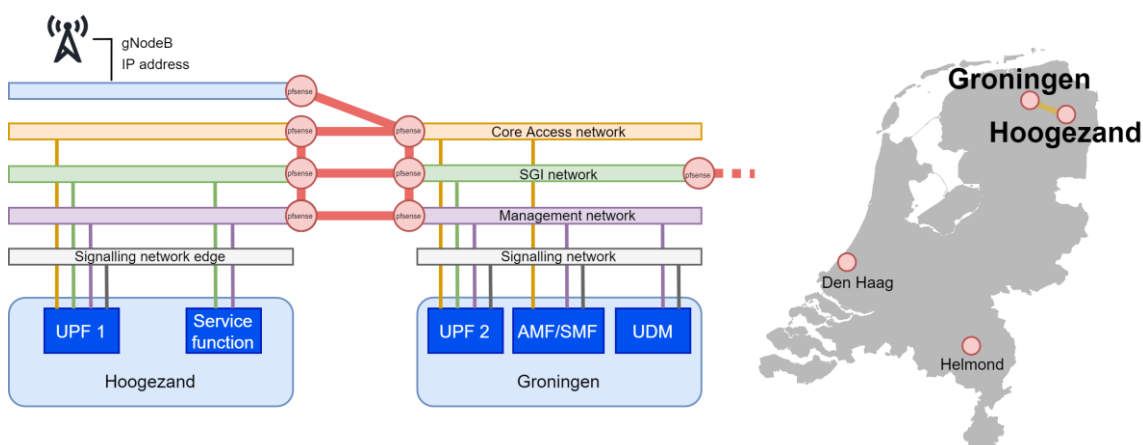 gNodeB
IP address
pfsense
pfsense
pfsense
Core Access network
pfsense
pfsense
SGI network
pfsense
pfsense
pfsense
Management network
Signalling network edge
Signalling network
UPF 1
Service
function
UPF 2
AMF/SMF
UDM
Hoogezand
Groningen
Groningen
Hoogezand
Den Haag
Helmond